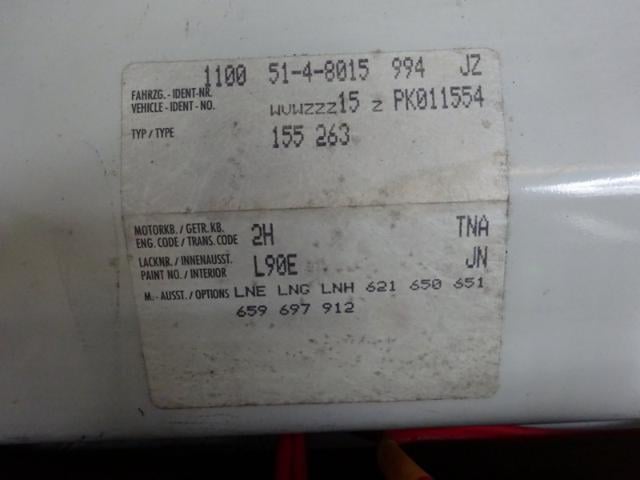 1100 51-4-8015 994 JZ
FAHRZG. - IDENT-NR.
VEHICLE - IDENT - NO. WVWZZZ15 Z PK011554
TYP / TYPE 155 263
MOTORKB. / GETR. KB.
ENG. CODE / TRANS. CODE 2H TNA
LACKNR. / INNENAUSST.
PAINT NO. / INTERIOR L90E JN
M. - AUSST. / OPTIONS LNE LNG LNH 621 650 651
659 697 912